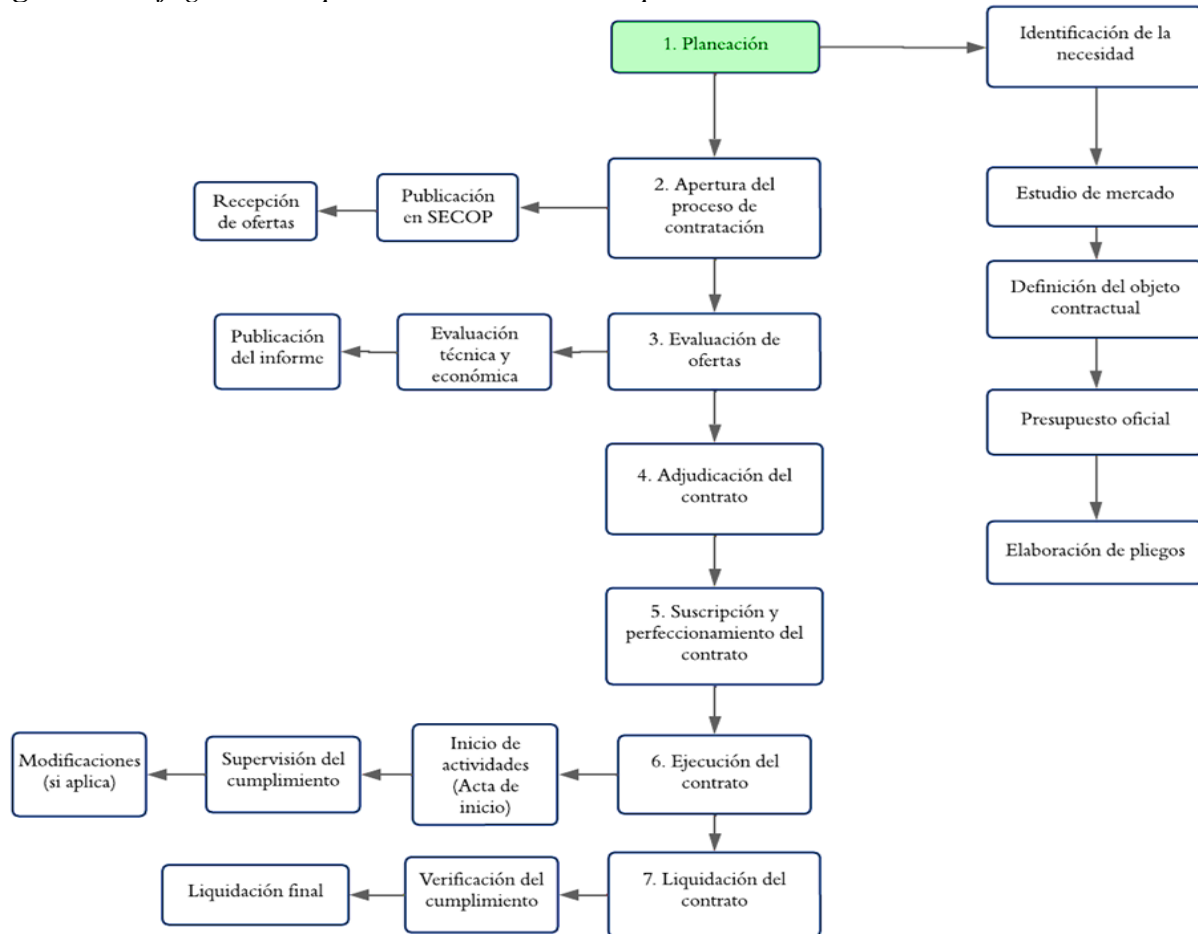 1. Planeación
Identificación de la
necesidad
Estudio de mercado
Definición del objeto
contractual
Presupuesto oficial
Elaboración de pliegos
2. Apertura del
proceso de
contratación
Publicación
en SECOP
Recepción
de ofertas
3. Evaluación de
ofertas
Evaluación
técnica y
económica
Publicación
del informe
4. Adjudicación del
contrato
5. Suscripción y
perfeccionamiento del
contrato
6. Ejecución del
contrato
Inicio de
actividades
(Acta de
inicio)
Supervisión del
cumplimiento
Modificaciones
(si aplica)
7. Liquidación del
contrato
Verificación del
cumplimiento
Liquidación final